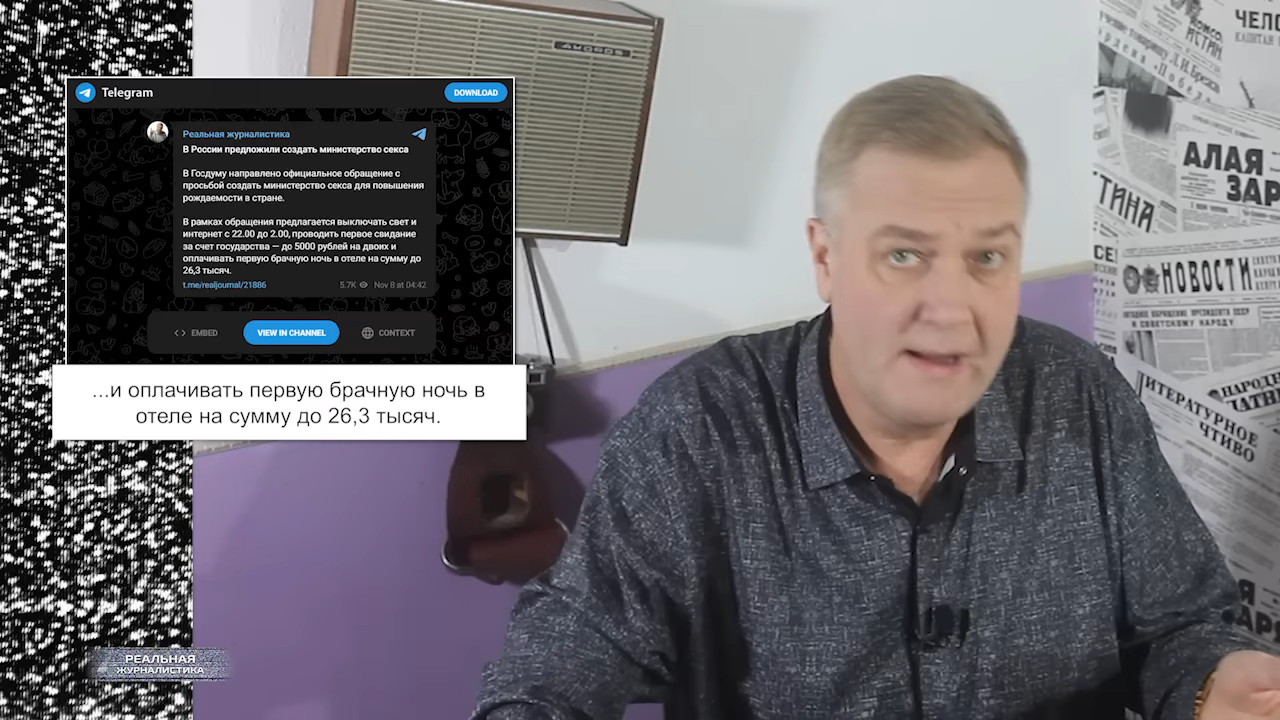 Telegram
DOWNLOAD
Реальная журналистика
В России предложили создать министерство секса
В Госдуму направлено официальное обращение с
просьбой создать министерство секса для повышения
рождаемости в стране.
В рамках обращения предлагается выключать свет и
интернет с 22.00 до 2.00, проводить первое свидание
за счет государства — до 5000 рублей на двоих и
оплачивать первую брачную ночь в отеле на сумму до
26,3 тысяч.
t.me/realjournal/21886
5.7K
Nov 8 at 04:42
EMBED
VIEW IN CHANNEL
CONTEXT
...и оплачивать первую брачную ночь в
отеле на сумму до 26,3 тысяч.
РЕАЛЬНАЯ
ЖУРНАЛИСТИКА
АЛАЯ
ЗАР
НОВОСТИ
И СОВЕТСКОМУ НАРОДУ
ЛИТЕРАТУРНОЕ
ЧТИВО